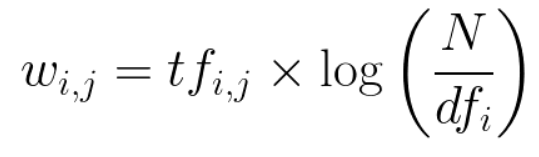 w_{i,j} = tf_{i,j} × log(N / df_i)